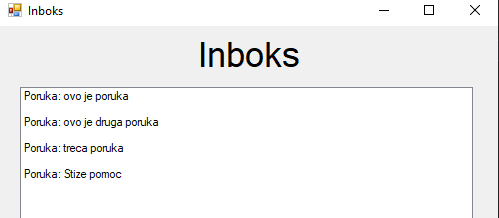 Inboks
Inboks
Poruka: ovo je poruka
Poruka: ovo je druga poruka
Poruka: treca poruka
Poruka: Stize pomoc